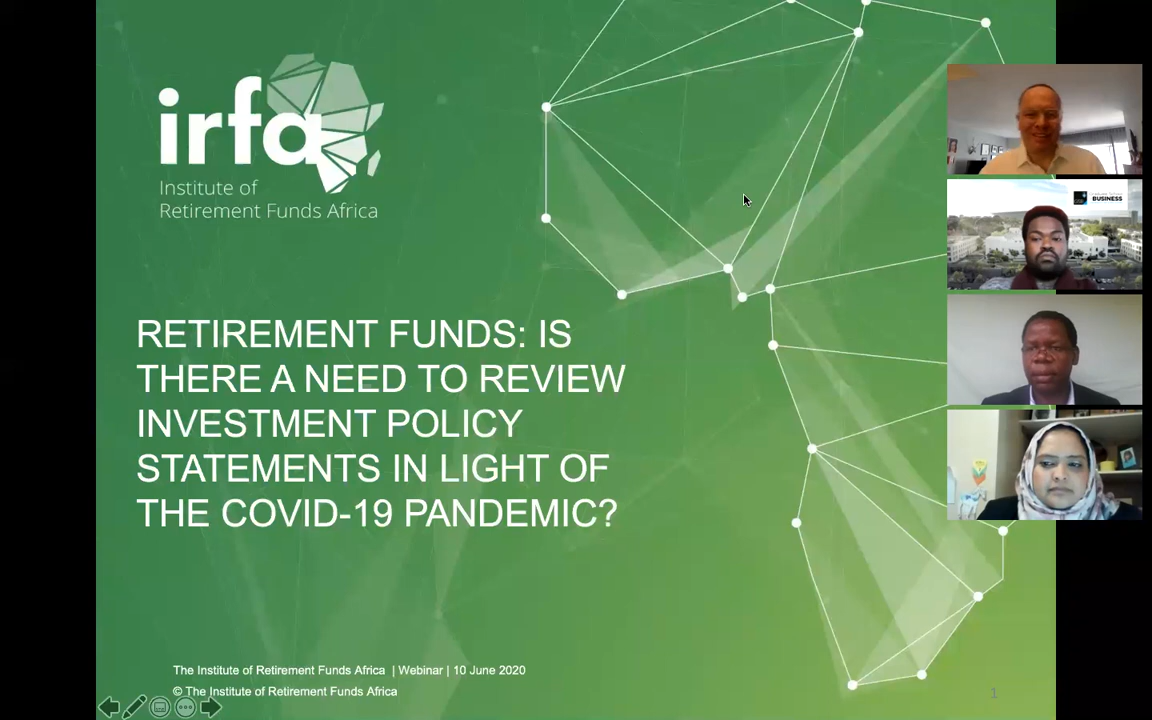 irfa
Institute of
Retirement Funds Africa
RETIREMENT FUNDS: IS
THERE A NEED TO REVIEW
INVESTMENT POLICY
STATEMENTS IN LIGHT OF
THE COVID-19 PANDEMIC?
The Institute of Retirement Funds Africa | Webinar | 10 June 2020
© The Institute of Retirement Funds Africa
1
BUSINESS